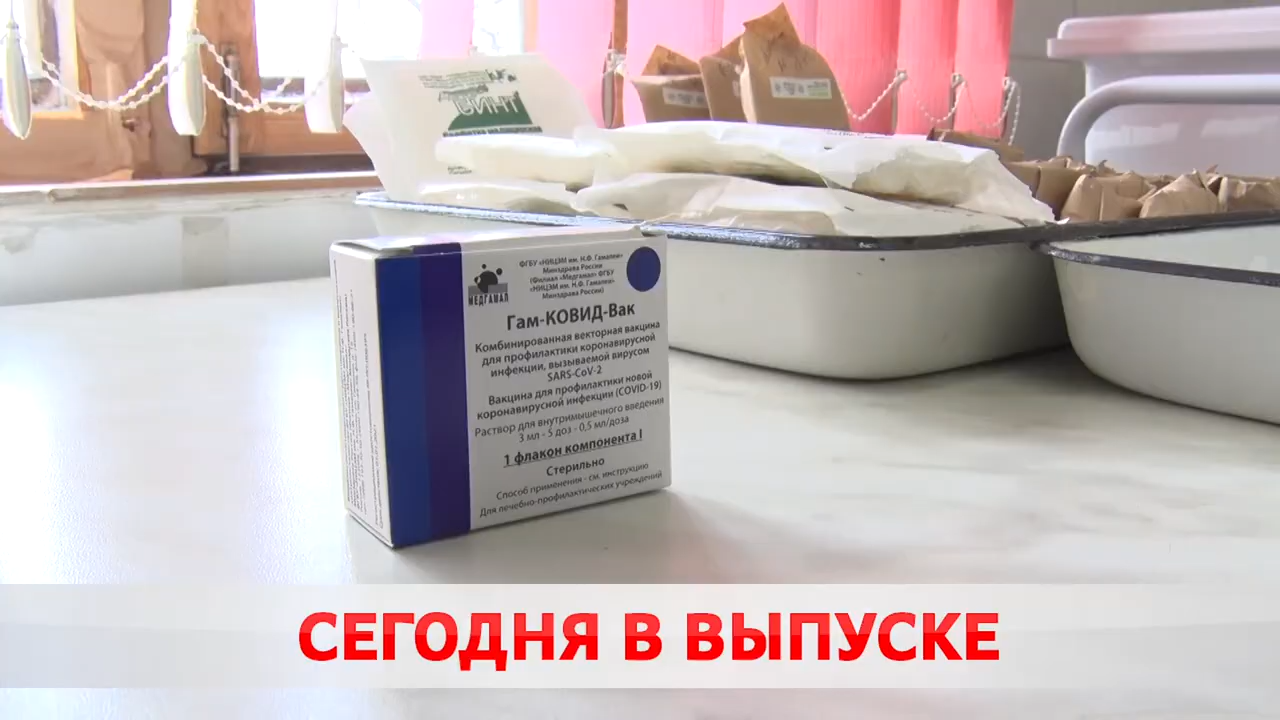 БИНТ
МЕДГАМАЛ
ФГБУ «НИЦЭМ им. Н.Ф. Гамалеи»
Минздрава России
(Филиал «Медгамал» ФГБУ
«НИЦЭМ им. Н.Ф. Гамалеи»
Минздрава России)
Гам-КОВИД-Вак
Комбинированная векторная вакцина
для профилактики коронавирусной
инфекции, вызываемой вирусом
SARS-CoV-2
Вакцина для профилактики новой
коронавирусной инфекции (COVID-19)
Раствор для внутримышечного введения
3 мл - 5 доз - 0,5 мл/доза
1 флакон компонента I
Стерильно
Способ применения - см. инструкцию
Для лечебно-профилактических учреждений
СЕГОДНЯ В ВЫПУСКЕ